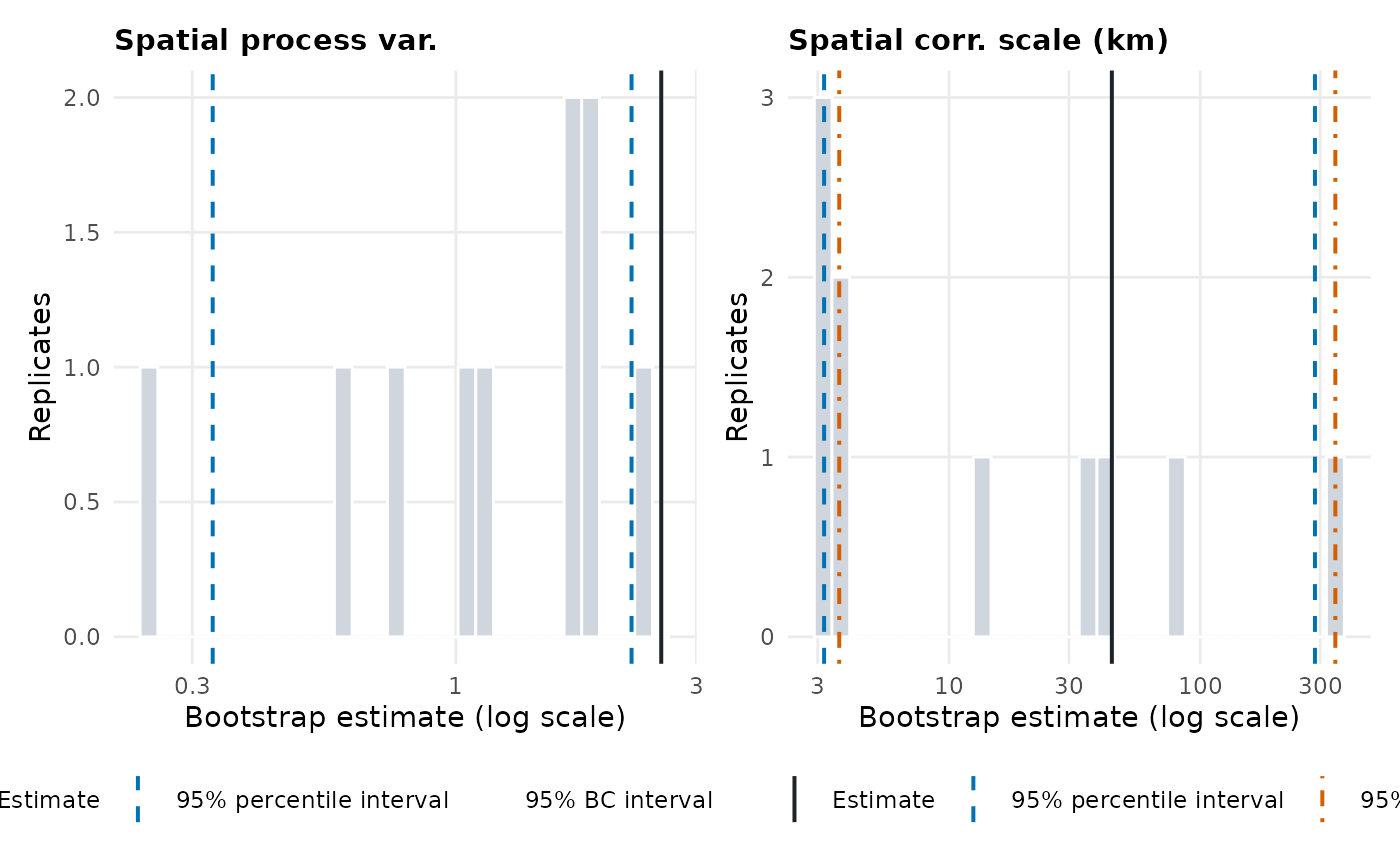 Spatial process var.
Spatial corr. scale (km)
Replicates
2.0
1.5
1.0
0.5
0.0
0.3
1
3
Bootstrap estimate (log scale)
Replicates
3
2
1
0
3
10
30
100
300
Bootstrap estimate (log scale)
Estimate
95% percentile interval
95% BC interval
Estimate
95% percentile interval
95%